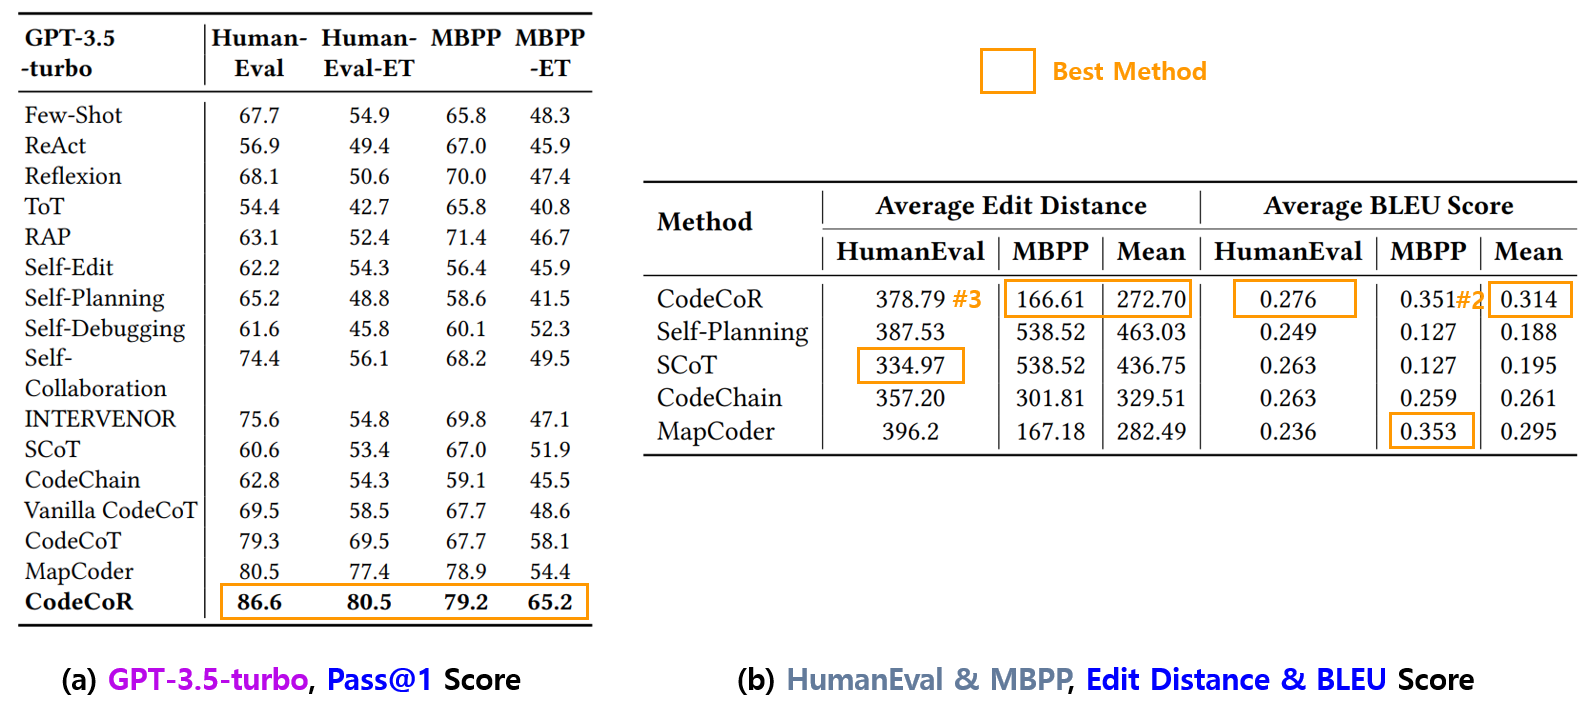 GPT-3.5 Human- Human- MBPP MBPP
-turbo Eval Eval-ET -ET
Few-Shot 67.7 54.9 65.8 48.3
ReAct 56.9 49.4 67.0 45.9
Reflexion 68.1 50.6 70.0 47.4
ToT 54.4 42.7 65.8 40.8
RAP 63.1 52.4 71.4 46.7
Self-Edit 62.2 54.3 56.4 45.9
Self-Planning 65.2 48.8 58.6 41.5
Self-Debugging 61.6 45.8 60.1 52.3
Self- 74.4 56.1 68.2 49.5
Collaboration
INTERVENOR 75.6 54.8 69.8 47.1
SCoT 60.6 53.4 67.0 51.9
CodeChain 62.8 54.3 59.1 45.5
Vanilla CodeCoT 69.5 58.5 67.7 48.6
CodeCoT 79.3 69.5 67.7 58.1
MapCoder 80.5 77.4 78.9 54.4
CodeCoR 86.6 80.5 79.2 65.2
(a) GPT-3.5-turbo, Pass@1 Score
Best Method
Method Average Edit Distance Average BLEU Score
HumanEval MBPP Mean HumanEval MBPP Mean
CodeCoR 378.79 #3 166.61 272.70 0.276 0.351 #2 0.314
Self-Planning 387.53 538.52 463.03 0.249 0.127 0.188
SCoT 334.97 538.52 436.75 0.263 0.127 0.195
CodeChain 357.20 301.81 329.51 0.263 0.259 0.261
MapCoder 396.2 167.18 282.49 0.236 0.353 0.295
(b) HumanEval & MBPP, Edit Distance & BLEU Score